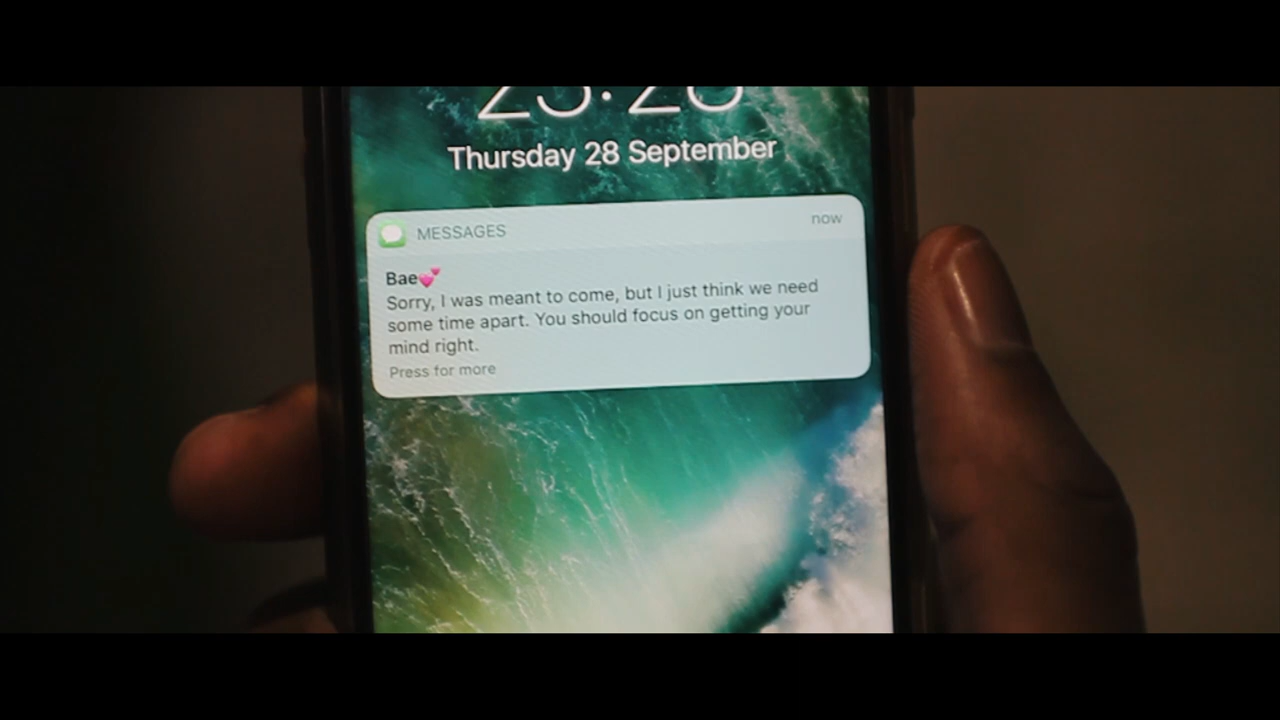 Thursday 28 September
MESSAGES now
Bae💕
Sorry, I was meant to come, but I just think we need
some time apart. You should focus on getting your
mind right.
Press for more